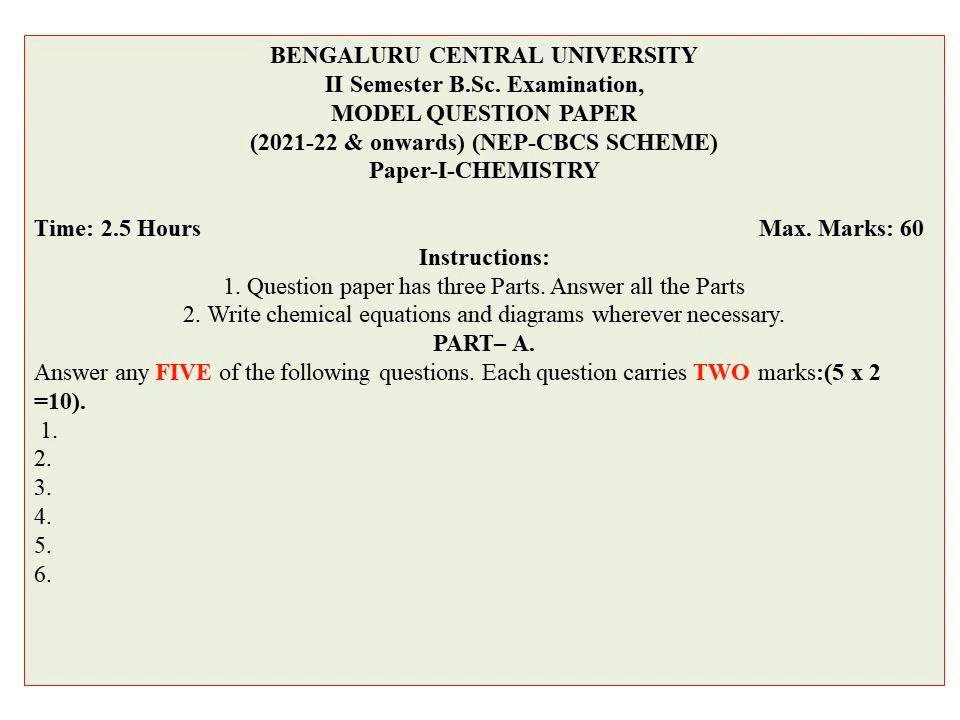 BENGALURU CENTRAL UNIVERSITY
II Semester B.Sc. Examination,
MODEL QUESTION PAPER
(2021-22 & onwards) (NEP-CBCS SCHEME)
Paper-I-CHEMISTRY
Time: 2.5 Hours Max. Marks: 60
Instructions:
1. Question paper has three Parts. Answer all the Parts
2. Write chemical equations and diagrams wherever necessary.
PART– A.
Answer any FIVE of the following questions. Each question carries TWO marks:(5 x 2
=10).
1.
2.
3.
4.
5.
6.